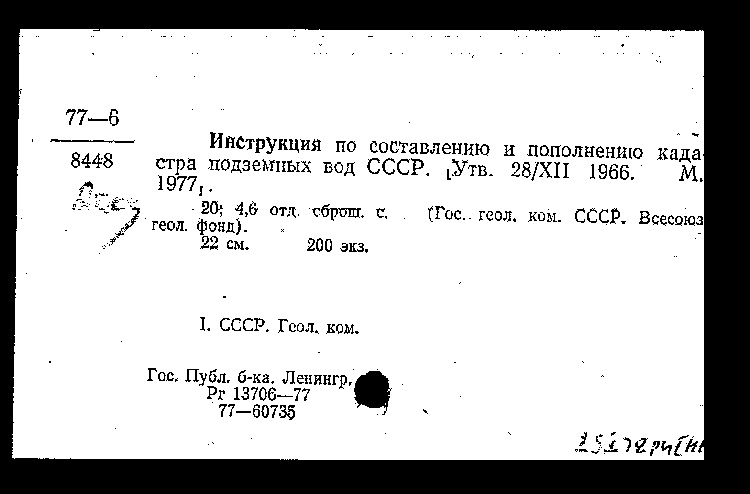 77—6
8448
Инструкция по составлению и пополнению када-
стра подземных вод СССР. [Утв. 28/XII 1966. М.
1977].
20; 4,6 отд. сброш. с. (Гос. геол. ком. СССР. Всесоюз
геол. фонд).
22 см. 200 экз.
I. СССР. Геол. ком.
Гос. Публ. б-ка. Ленингр.
Рг 13706—77
77—60735